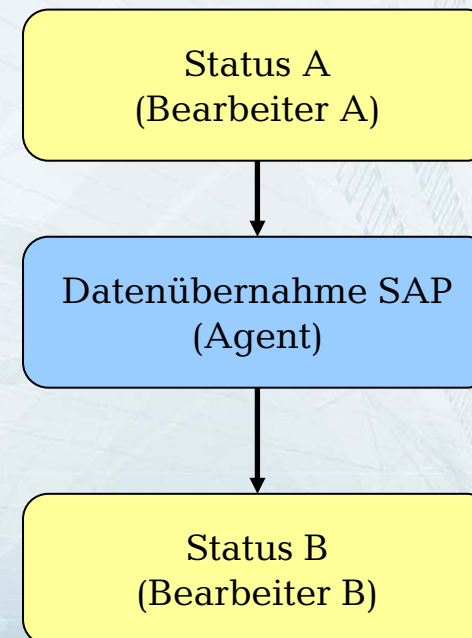 Status A
(Bearbeiter A)
Datenübernahme SAP
(Agent)
Status B
(Bearbeiter B)